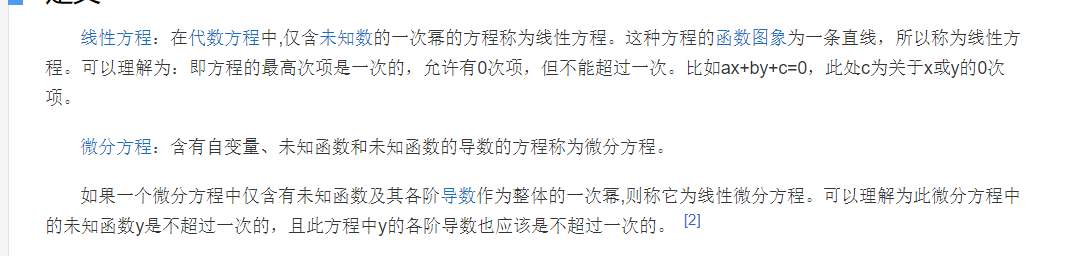 线性方程：在代数方程中,仅含未知数的一次幂的方程称为线性方程。这种方程的函数图象为一条直线，所以称为线性方
程。可以理解为：即方程的最高次项是一次的，允许有0次项，但不能超过一次。比如ax+by+c=0，此处c为关于x或y的0次
项。
微分方程：含有自变量、未知函数和未知函数的导数的方程称为微分方程。
如果一个微分方程中仅含有未知函数及其各阶导数作为整体的一次幂,则称它为线性微分方程。可以理解为此微分方程中
的未知函数y是不超过一次的，且此方程中y的各阶导数也应该是不超过一次的。 [2]